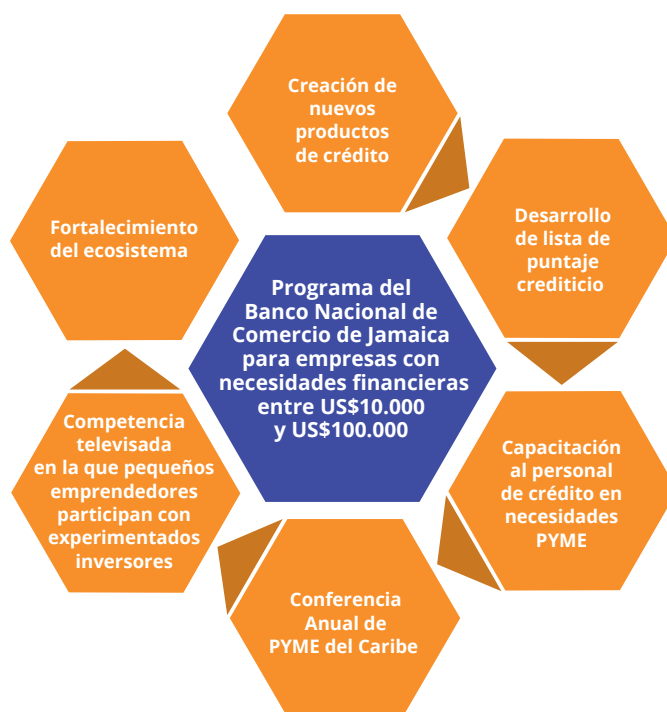 Creación de
nuevos
productos
de crédito
Desarrollo
de lista de
puntaje
crediticio
Capacitación
al personal
de crédito en
necesidades
PYME
Conferencia
Anual de
PYME del Caribe
Competencia
televisada
en la que pequeños
emprendedores
participan con
experimentados
inversores
Fortalecimiento
del ecosistema
Programa del
Banco Nacional de
Comercio de Jamaica
para empresas con
necesidades financieras
entre US$10.000
y US$100.000